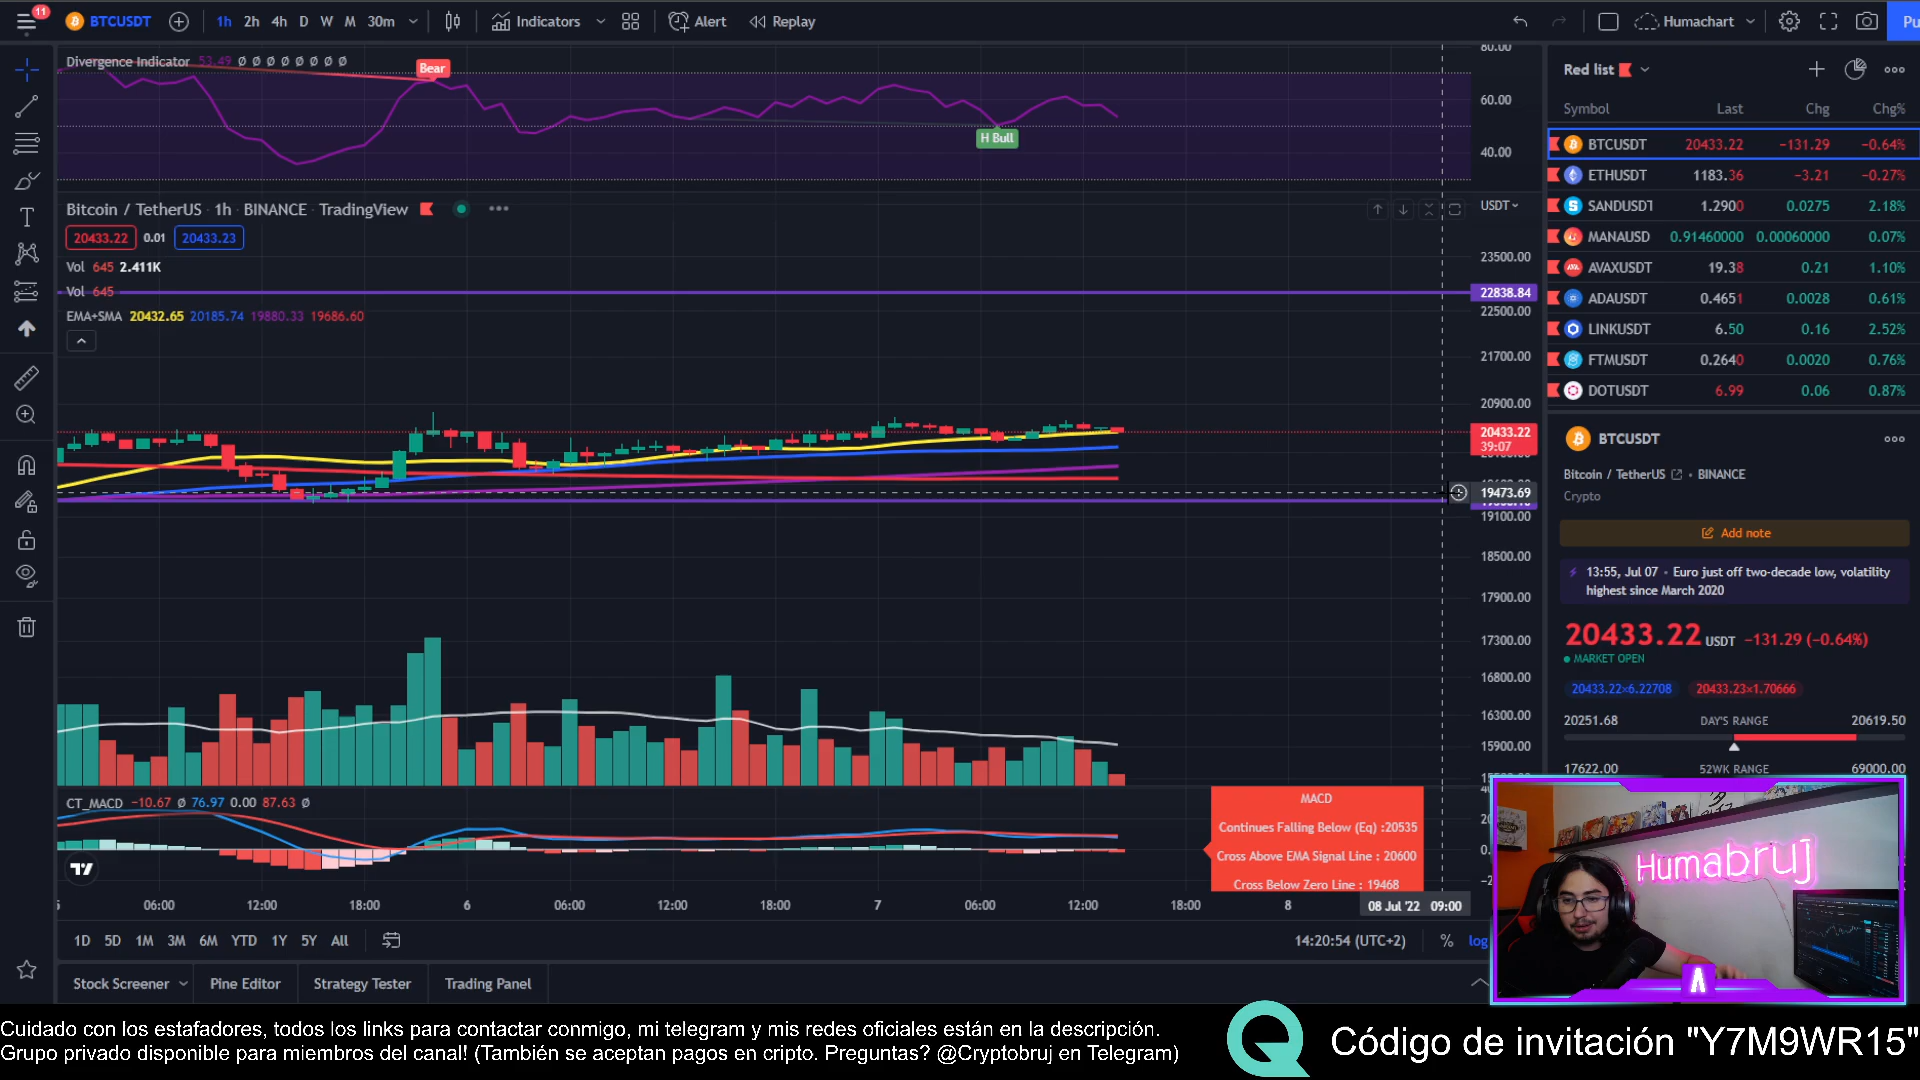 11
BTCUSDT
1h 2h 4h D W M 30m
Indicators
Alert
Replay
Humachart
Pu
Divergence Indicator 53.49 Ø Ø Ø Ø Ø Ø Ø Ø
Bear
H Bull
80.00
60.00
40.00
Bitcoin / TetherUS · 1h · BINANCE · TradingView
USDT
20433.22 0.01 20433.23
Vol 645 2.411K
Vol 645
EMA+SMA 20432.65 20185.74 19880.33 19686.60
23500.00
22838.84
22500.00
21700.00
20900.00
20433.22
39:07
19473.69
19100.00
18500.00
17900.00
17300.00
16800.00
16300.00
15900.00
CT_MACD −10.67 Ø 76.97 0.00 87.63 Ø
MACD
Continues Falling Below (Eq) :20535
Cross Above EMA Signal Line : 20600
Cross Below Zero Line : 19468
06:00 12:00 18:00 6 06:00 12:00 18:00 7 06:00 12:00 18:00 8 08 Jul '22 09:00
1D 5D 1M 3M 6M YTD 1Y 5Y All
14:20:54 (UTC+2) % log
Stock Screener
Pine Editor
Strategy Tester
Trading Panel
Red list
Symbol Last Chg Chg%
BTCUSDT 20433.22 −131.29 −0.64%
ETHUSDT 1183.36 −3.21 −0.27%
SANDUSDT 1.2900 0.0275 2.18%
MANAUSD 0.91460000 0.00060000 0.07%
AVAXUSDT 19.38 0.21 1.10%
ADAUSDT 0.4651 0.0028 0.61%
LINKUSDT 6.50 0.16 2.52%
FTMUSDT 0.2640 0.0020 0.76%
DOTUSDT 6.99 0.06 0.87%
BTCUSDT
Bitcoin / TetherUS • BINANCE
Crypto
Add note
13:55, Jul 07 · Euro just off two-decade low, volatility
highest since March 2020
20433.22 USDT −131.29 (−0.64%)
MARKET OPEN
20433.22×6.22708 20433.23×1.70666
20251.68 DAY'S RANGE 20619.50
17622.00 52WK RANGE 69000.00
Humabruj
Cuidado con los estafadores, todos los links para contactar conmigo, mi telegram y mis redes oficiales están en la descripción.
Grupo privado disponible para miembros del canal! (También se aceptan pagos en cripto. Preguntas? @Cryptobruj en Telegram)
Código de invitación "Y7M9WR15"